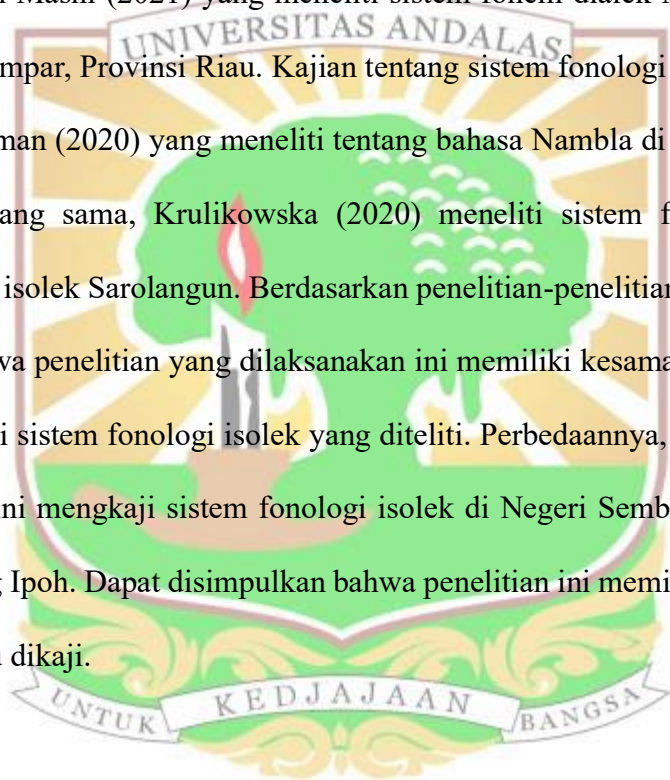 UNIVERSITAS ANDALAS
mpar, Provinsi Riau. Kajian tentang sistem fonologi
man (2020) yang meneliti tentang bahasa Nambla di
ang sama, Krulikowska (2020) meneliti sistem f
isolek Sarolangun. Berdasarkan penelitian-penelitian
wa penelitian yang dilaksanakan ini memiliki kesama
i sistem fonologi isolek yang diteliti. Perbedaannya,
ini mengkaji sistem fonologi isolek di Negeri Semb
g Ipoh. Dapat disimpulkan bahwa penelitian ini memi
dikaji.
UNTUK KEDJAJAAN BANGSA